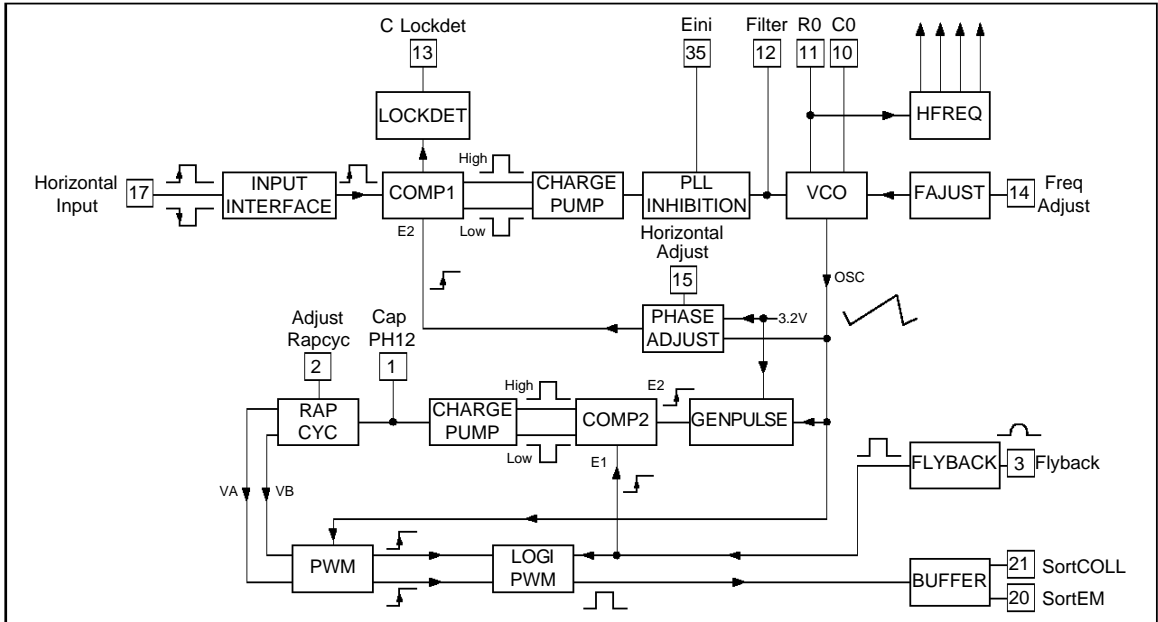 C Lockdet
13
Eini
35
Filter
12
R0
11
C0
10
LOCKDET
HFREQ
High
Horizontal
Input
17
INPUT
INTERFACE
COMP1
CHARGE
PUMP
PLL
INHIBITION
VCO
FAJUST
14
Freq
Adjust
E2
Low
Horizontal
Adjust
15
OSC
PHASE
ADJUST
3.2V
Adjust
Rapcyc
2
Cap
PH12
1
High
E2
RAP
CYC
CHARGE
PUMP
COMP2
GENPULSE
Low
E1
FLYBACK
3
Flyback
VA
VB
PWM
LOGI
PWM
BUFFER
21
SortCOLL
20
SortEM